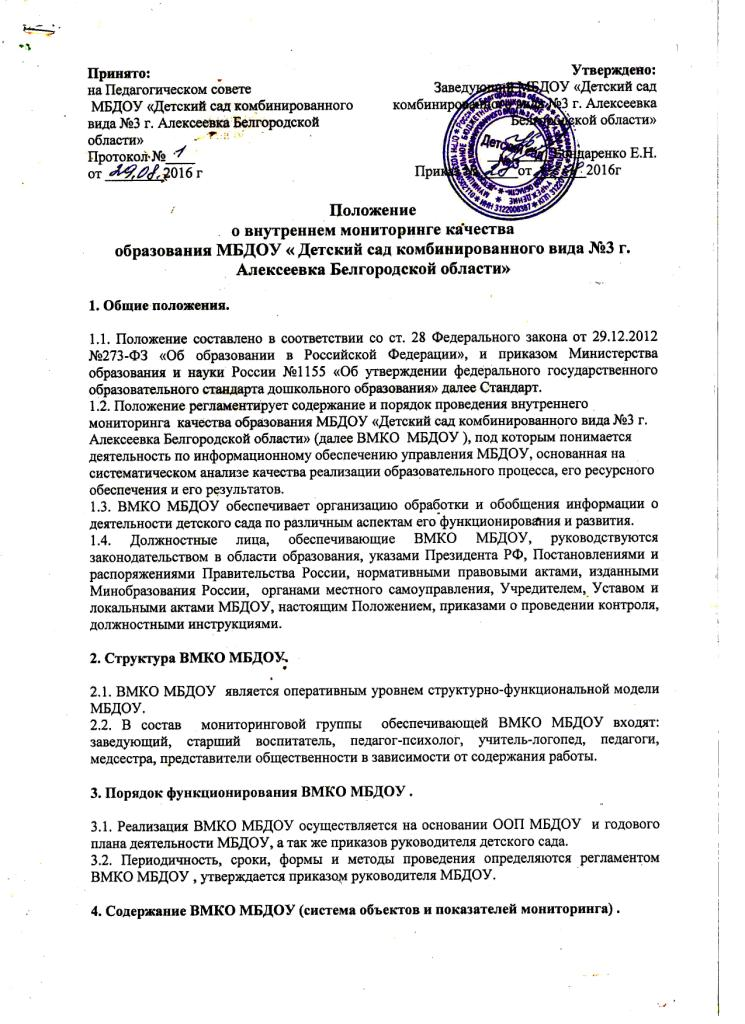 Принято:
на Педагогическом совете
МБДОУ «Детский сад комбинированного
вида №3 г. Алексеевка Белгородской
области»
Протокол № 1
от 29.08.2016 г
Утверждено:
Заведующий МБДОУ «Детский сад
комбинированного вида №3 г. Алексеевка
Белгородской области»
Бондаренко Е.Н.
Приказ от 2016г
Детский сад
№3
Положение
о внутреннем мониторинге качества
образования МБДОУ « Детский сад комбинированного вида №3 г.
Алексеевка Белгородской области»
1. Общие положения.
1.1. Положение составлено в соответствии со ст. 28 Федерального закона от 29.12.2012
№273-ФЗ «Об образовании в Российской Федерации», и приказом Министерства
образования и науки России №1155 «Об утверждении федерального государственного
образовательного стандарта дошкольного образования» далее Стандарт.
1.2. Положение регламентирует содержание и порядок проведения внутреннего
мониторинга качества образования МБДОУ «Детский сад комбинированного вида №3 г.
Алексеевка Белгородской области» (далее ВМКО МБДОУ ), под которым понимается
деятельность по информационному обеспечению управления МБДОУ, основанная на
систематическом анализе качества реализации образовательного процесса, его ресурсного
обеспечения и его результатов.
1.3. ВМКО МБДОУ обеспечивает организацию обработки и обобщения информации о
деятельности детского сада по различным аспектам его функционирования и развития.
1.4. Должностные лица, обеспечивающие ВМКО МБДОУ, руководствуются
законодательством в области образования, указами Президента РФ, Постановлениями и
распоряжениями Правительства России, нормативными правовыми актами, изданными
Минобразования России, органами местного самоуправления, Учредителем, Уставом и
локальными актами МБДОУ, настоящим Положением, приказами о проведении контроля,
должностными инструкциями.
2. Структура ВМКО МБДОУ.
2.1. ВМКО МБДОУ является оперативным уровнем структурно-функциональной модели
МБДОУ.
2.2. В состав мониторинговой группы обеспечивающей ВМКО МБДОУ входят:
заведующий, старший воспитатель, педагог-психолог, учитель-логопед, педагоги,
медсестра, представители общественности в зависимости от содержания работы.
3. Порядок функционирования ВМКО МБДОУ .
3.1. Реализация ВМКО МБДОУ осуществляется на основании ООП МБДОУ и годового
плана деятельности МБДОУ, а так же приказов руководителя детского сада.
3.2. Периодичность, сроки, формы и методы проведения определяются регламентом
ВМКО МБДОУ , утверждается приказом руководителя МБДОУ.
4. Содержание ВМКО МБДОУ (система объектов и показателей мониторинга) .